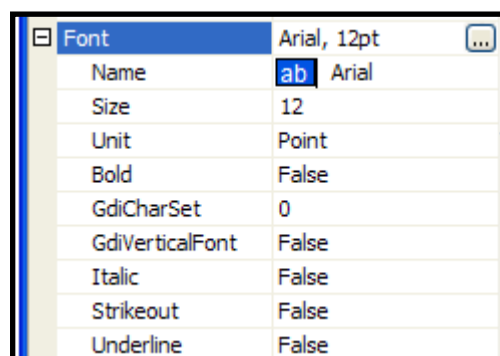 Font Arial, 12pt ...
Name ab Arial
Size 12
Unit Point
Bold False
GdiCharSet 0
GdiVerticalFont False
Italic False
Strikeout False
Underline False